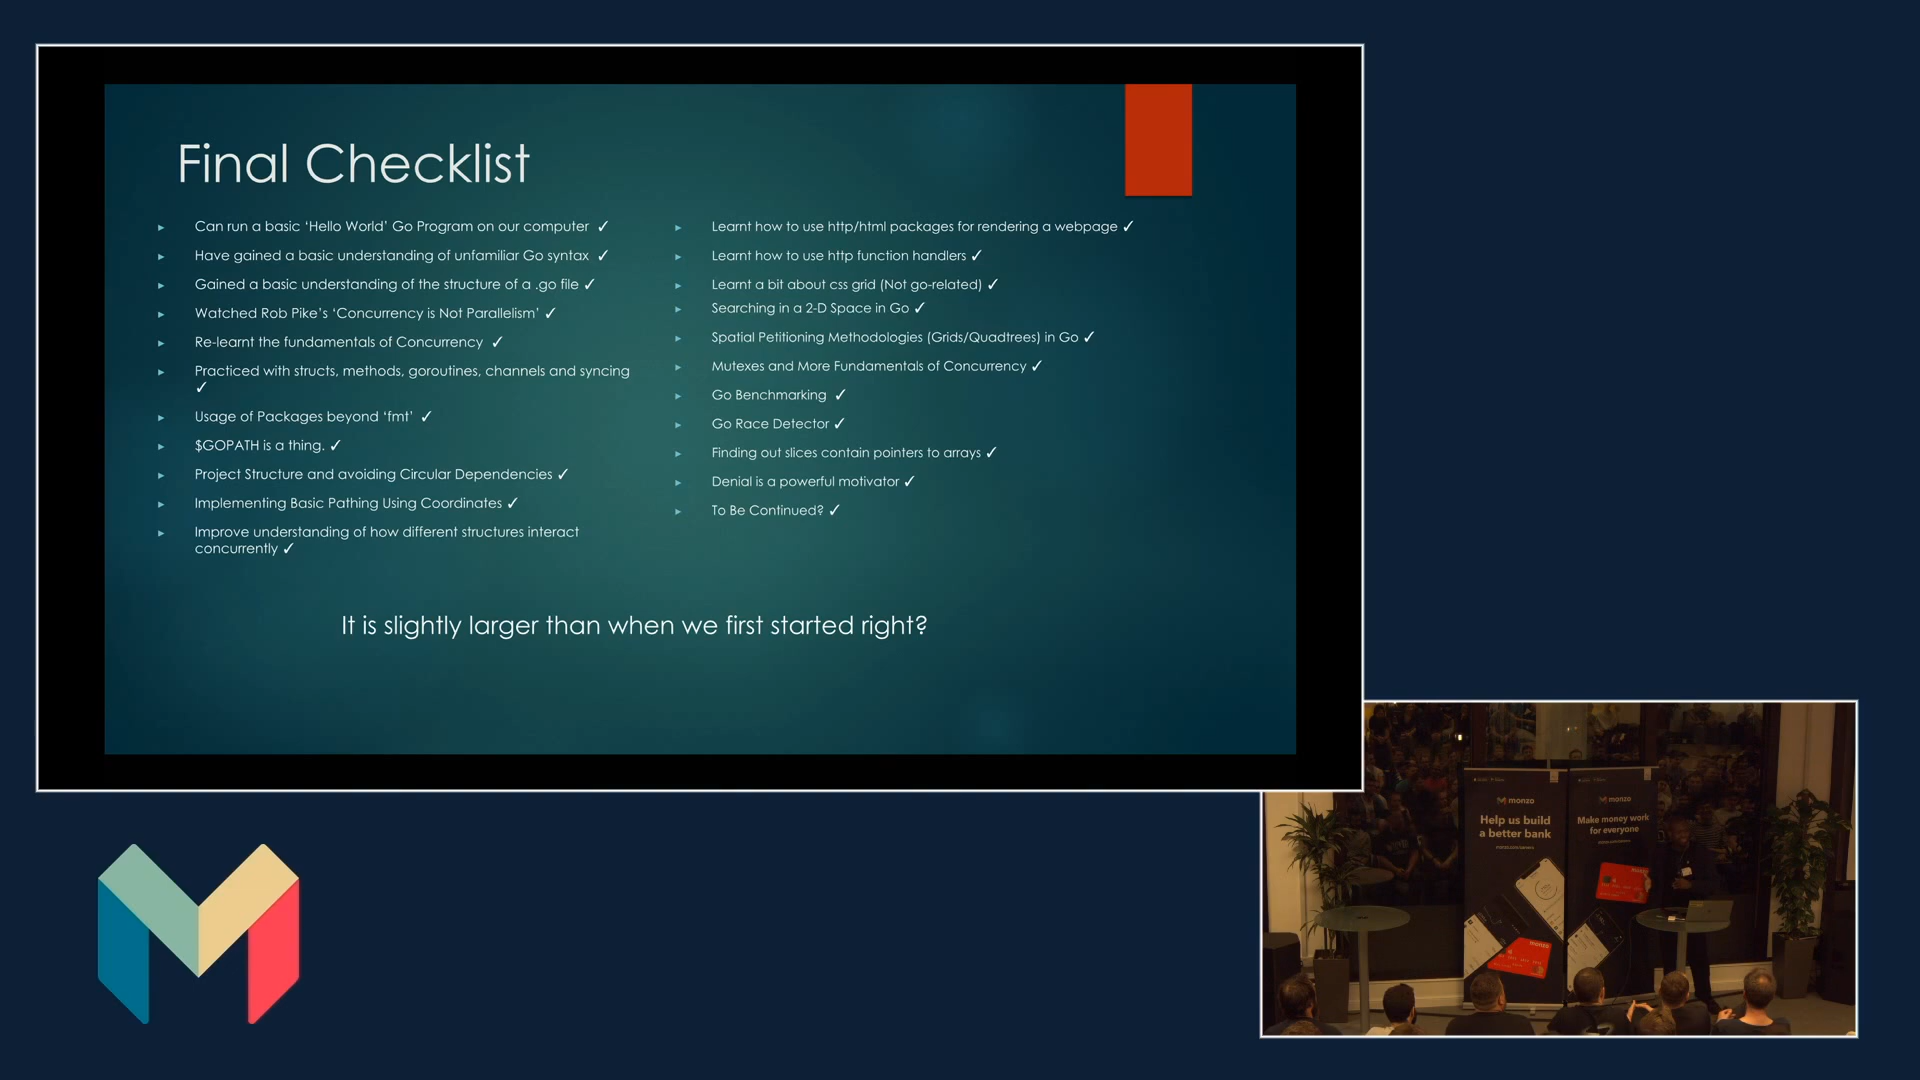 Final Checklist
Can run a basic ‘Hello World’ Go Program on our computer ✓
Have gained a basic understanding of unfamiliar Go syntax ✓
Gained a basic understanding of the structure of a .go file ✓
Watched Rob Pike’s ‘Concurrency is Not Parallelism’ ✓
Re-learnt the fundamentals of Concurrency ✓
Practiced with structs, methods, goroutines, channels and syncing
✓
Usage of Packages beyond ‘fmt’ ✓
$GOPATH is a thing. ✓
Project Structure and avoiding Circular Dependencies ✓
Implementing Basic Pathing Using Coordinates ✓
Improve understanding of how different structures interact
concurrently ✓
Learnt how to use http/html packages for rendering a webpage ✓
Learnt how to use http function handlers ✓
Learnt a bit about css grid (Not go-related) ✓
Searching in a 2-D Space in Go ✓
Spatial Petitioning Methodologies (Grids/Quadtrees) in Go ✓
Mutexes and More Fundamentals of Concurrency ✓
Go Benchmarking ✓
Go Race Detector ✓
Finding out slices contain pointers to arrays ✓
Denial is a powerful motivator ✓
To Be Continued? ✓
It is slightly larger than when we first started right?
monzo
Help us build
a better bank
monzo
Make money work
for everyone
monzo